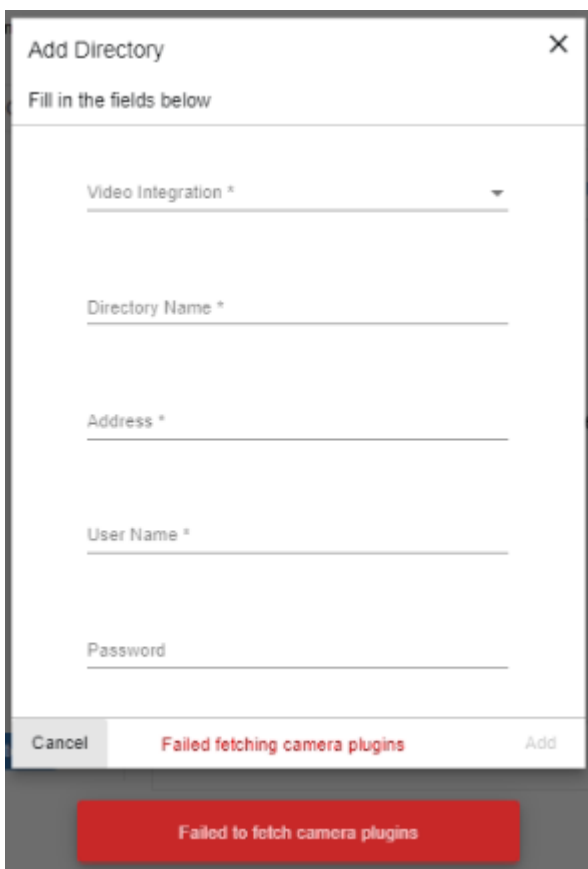 Add Directory
Fill in the fields below
Video Integration *
Directory Name *
Address *
User Name *
Password
Cancel
Failed fetching camera plugins
Add
Failed to fetch camera plugins